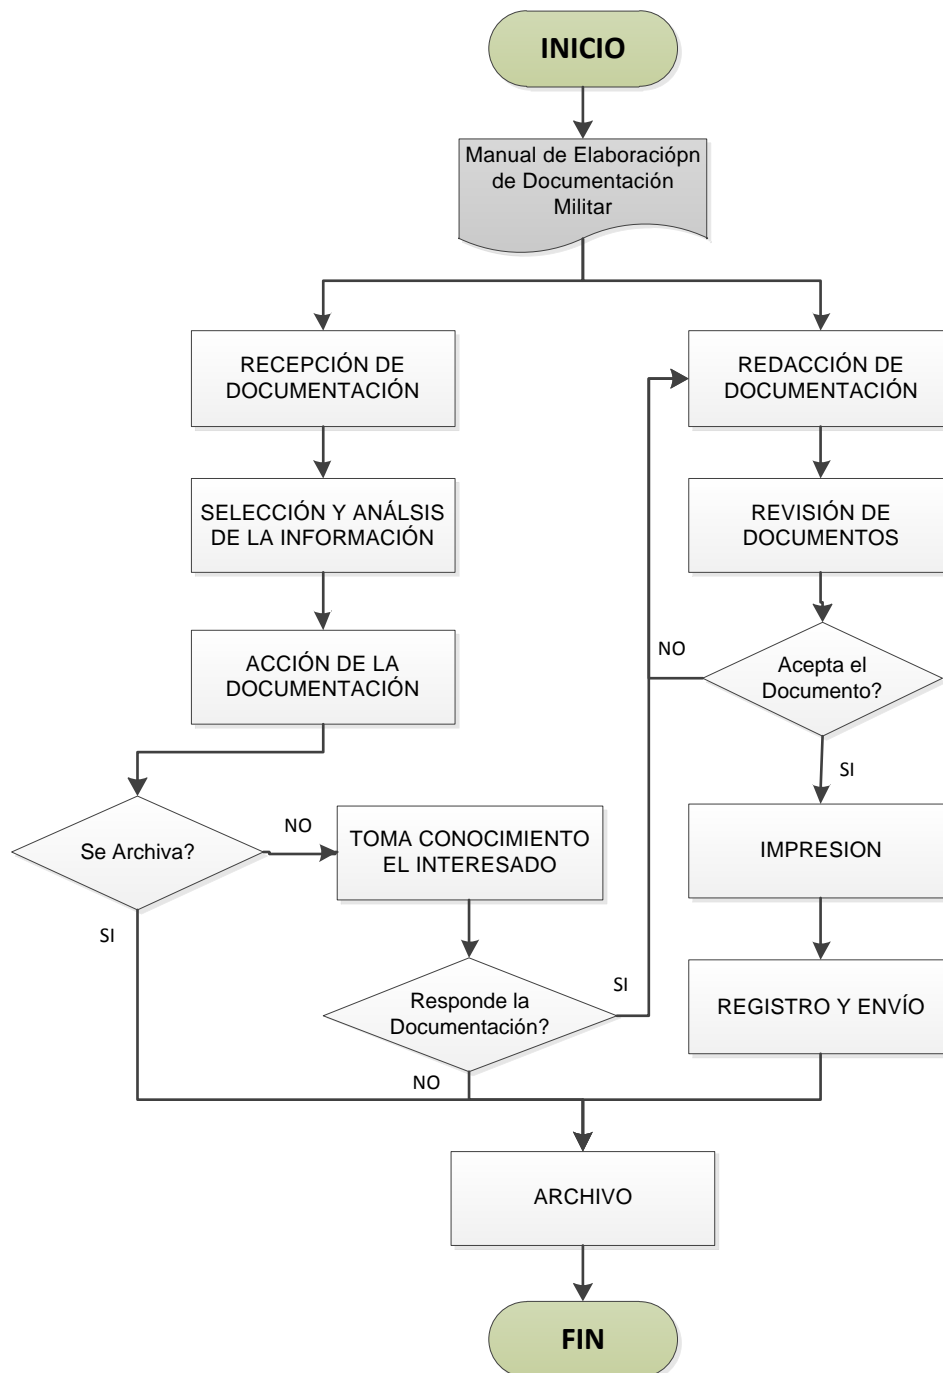 INICIO
Manual de Elaboraciópn
de Documentación
Militar
RECEPCIÓN DE
DOCUMENTACIÓN
SELECCIÓN Y ANÁLSIS
DE LA INFORMACIÓN
ACCIÓN DE LA
DOCUMENTACIÓN
Se Archiva?
NO
SI
TOMA CONOCIMIENTO
EL INTERESADO
Responde la
Documentación?
SI
NO
REDACCIÓN DE
DOCUMENTACIÓN
REVISIÓN DE
DOCUMENTOS
NO
Acepta el
Documento?
SI
IMPRESION
REGISTRO Y ENVÍO
ARCHIVO
FIN